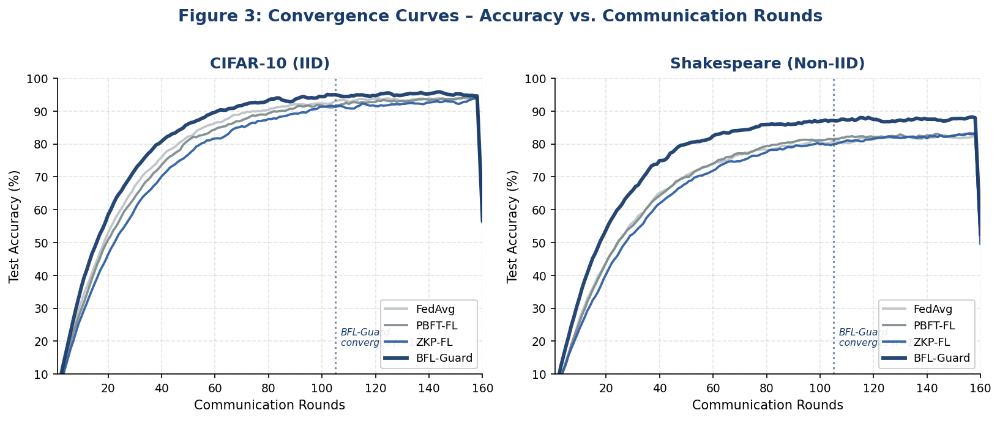 Figure 3: Convergence Curves – Accuracy vs. Communication Rounds
CIFAR-10 (IID)
Test Accuracy (%)
100
90
80
70
60
50
40
30
20
10
20
40
60
80
100
120
140
160
Communication Rounds
BFL-Guard
converges
FedAvg
PBFT-FL
ZKP-FL
BFL-Guard
Shakespeare (Non-IID)
Test Accuracy (%)
100
90
80
70
60
50
40
30
20
10
20
40
60
80
100
120
140
160
Communication Rounds
BFL-Guard
converges
FedAvg
PBFT-FL
ZKP-FL
BFL-Guard